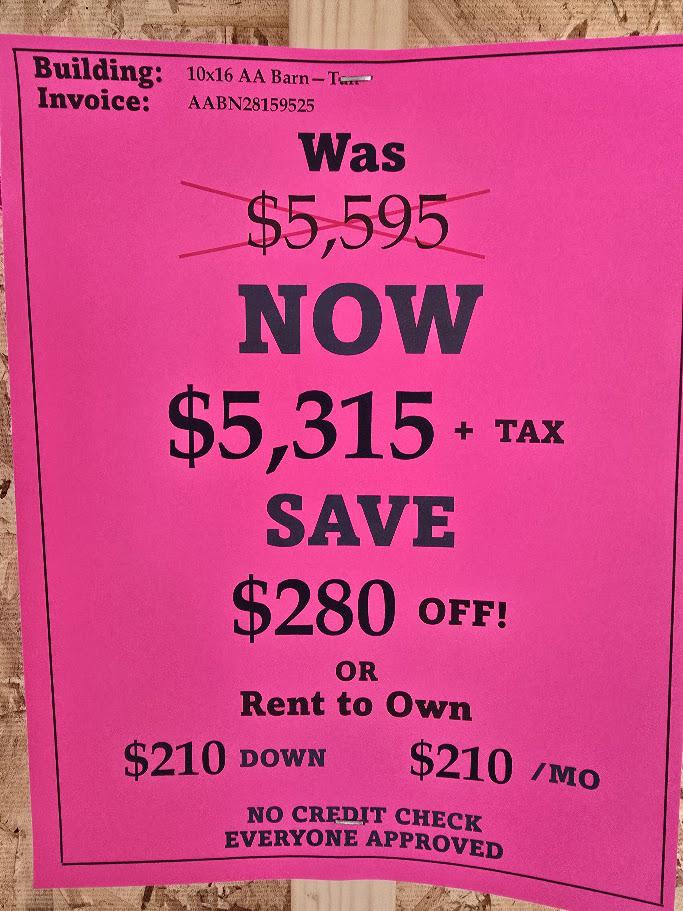 Building: 10x16 AA Barn—Tan
Invoice: AABN28159525
Was
$5,595
NOW
$5,315 + TAX
SAVE
$280 OFF!
OR
Rent to Own
$210 DOWN $210 /MO
NO CREDIT CHECK
EVERYONE APPROVED